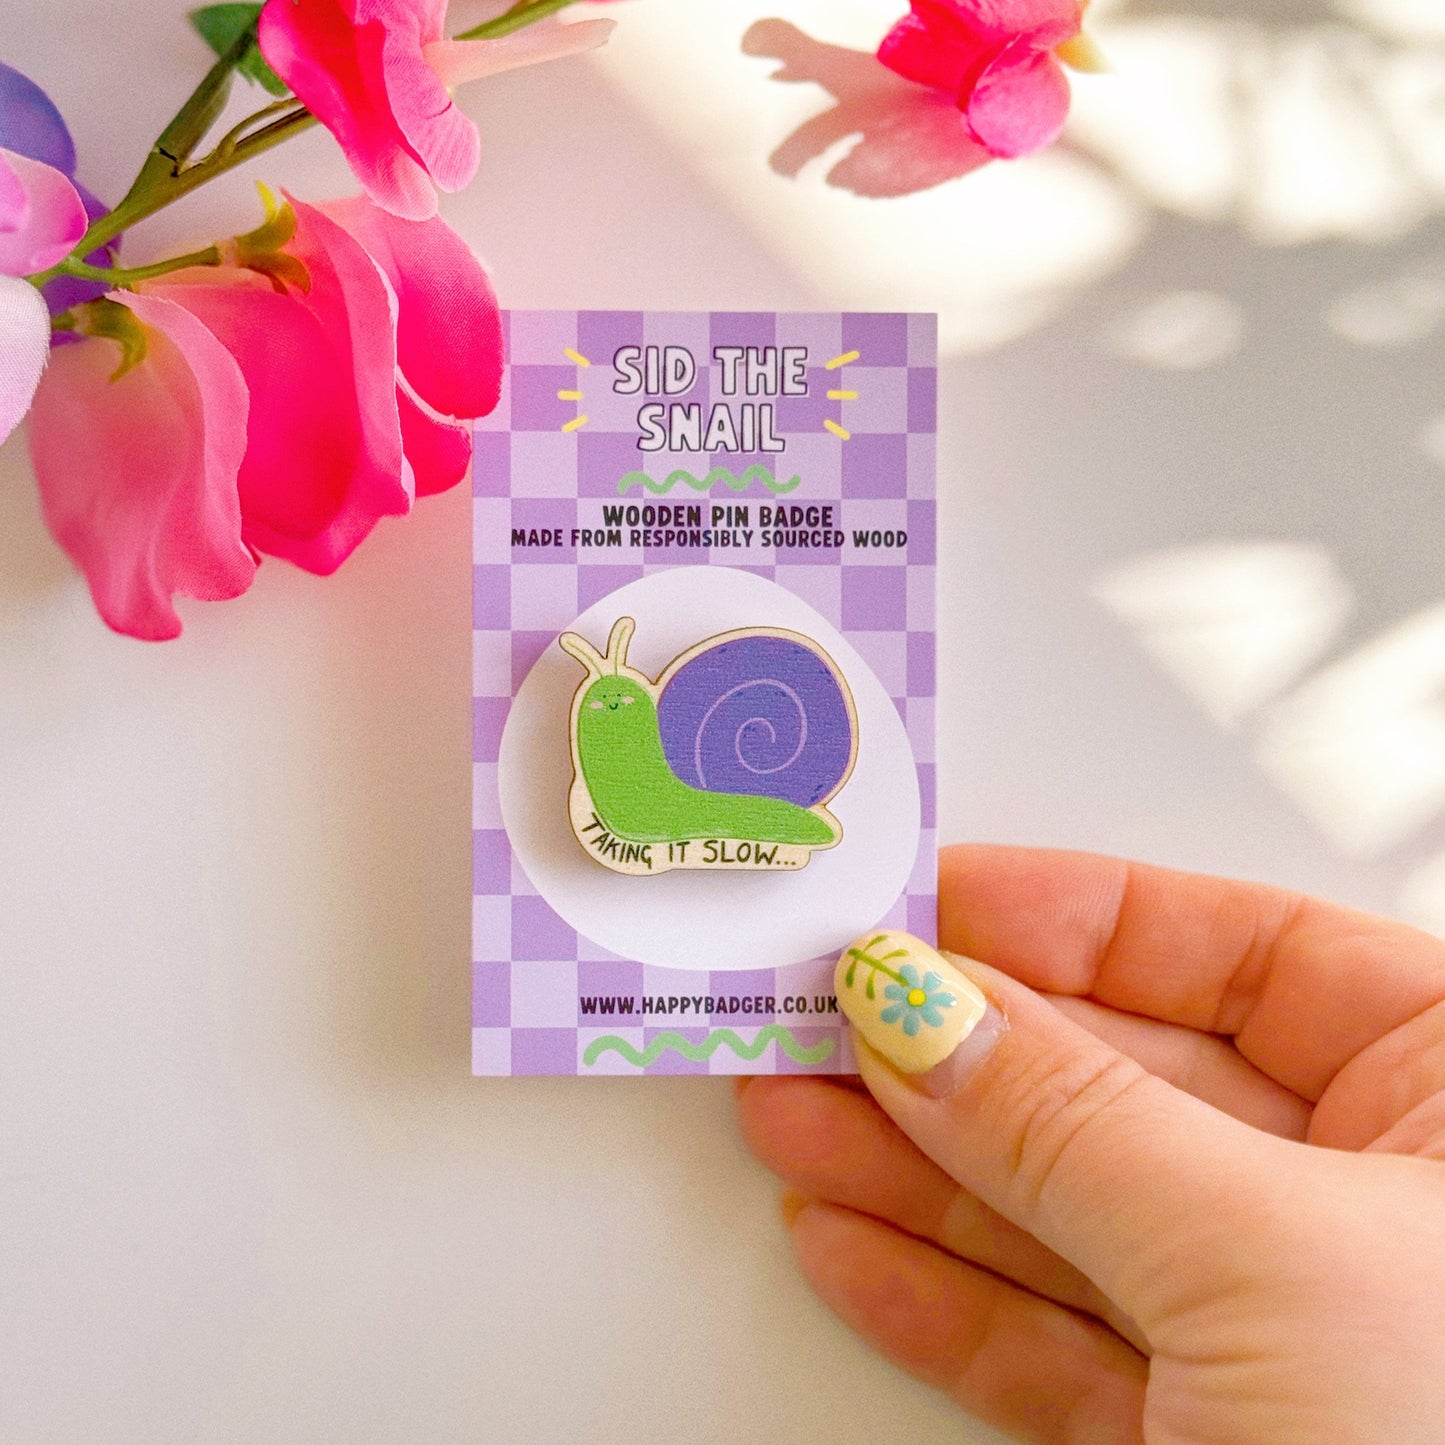 SID THE
SNAIL
WOODEN PIN BADGE
MADE FROM RESPONSIBLY SOURCED WOOD
TAKING IT SLOW...
WWW.HAPPYBADGER.CO.UK